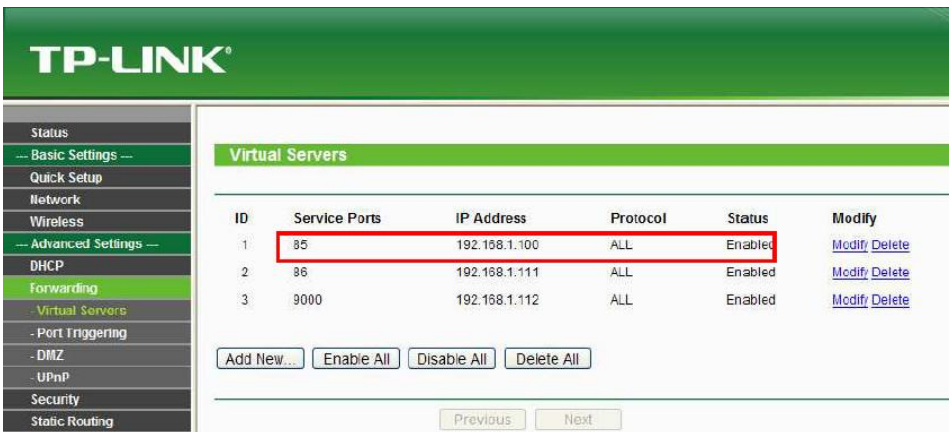 TP-LINK®
Status
--- Basic Settings ---
Quick Setup
Network
Wireless
--- Advanced Settings ---
DHCP
Forwarding
- Virtual Servers
- Port Triggering
- DMZ
- UPnP
Security
Static Routing
Virtual Servers
ID Service Ports IP Address Protocol Status Modify
1 85 192.168.1.100 ALL Enabled Modify Delete
2 86 192.168.1.111 ALL Enabled Modify Delete
3 9000 192.168.1.112 ALL Enabled Modify Delete
Add New... Enable All Disable All Delete All
Previous Next